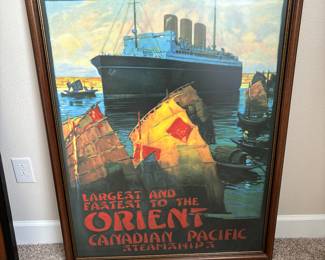 LARGEST AND
FASTEST TO THE
ORIENT
CANADIAN PACIFIC
STEAMSHIPS